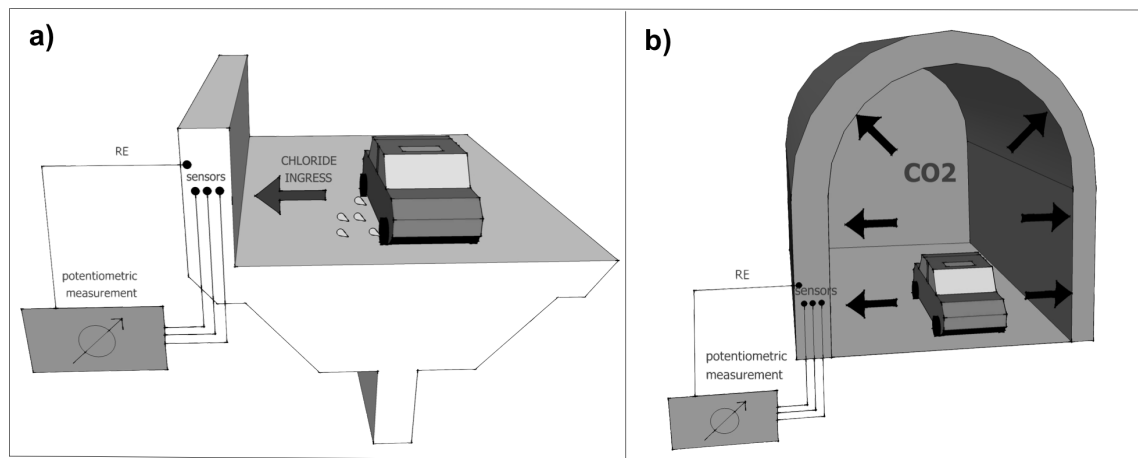 a)
RE
sensors
CHLORIDE
INGRESS
potentiometric
measurement
b)
CO2
RE
sensors
potentiometric
measurement